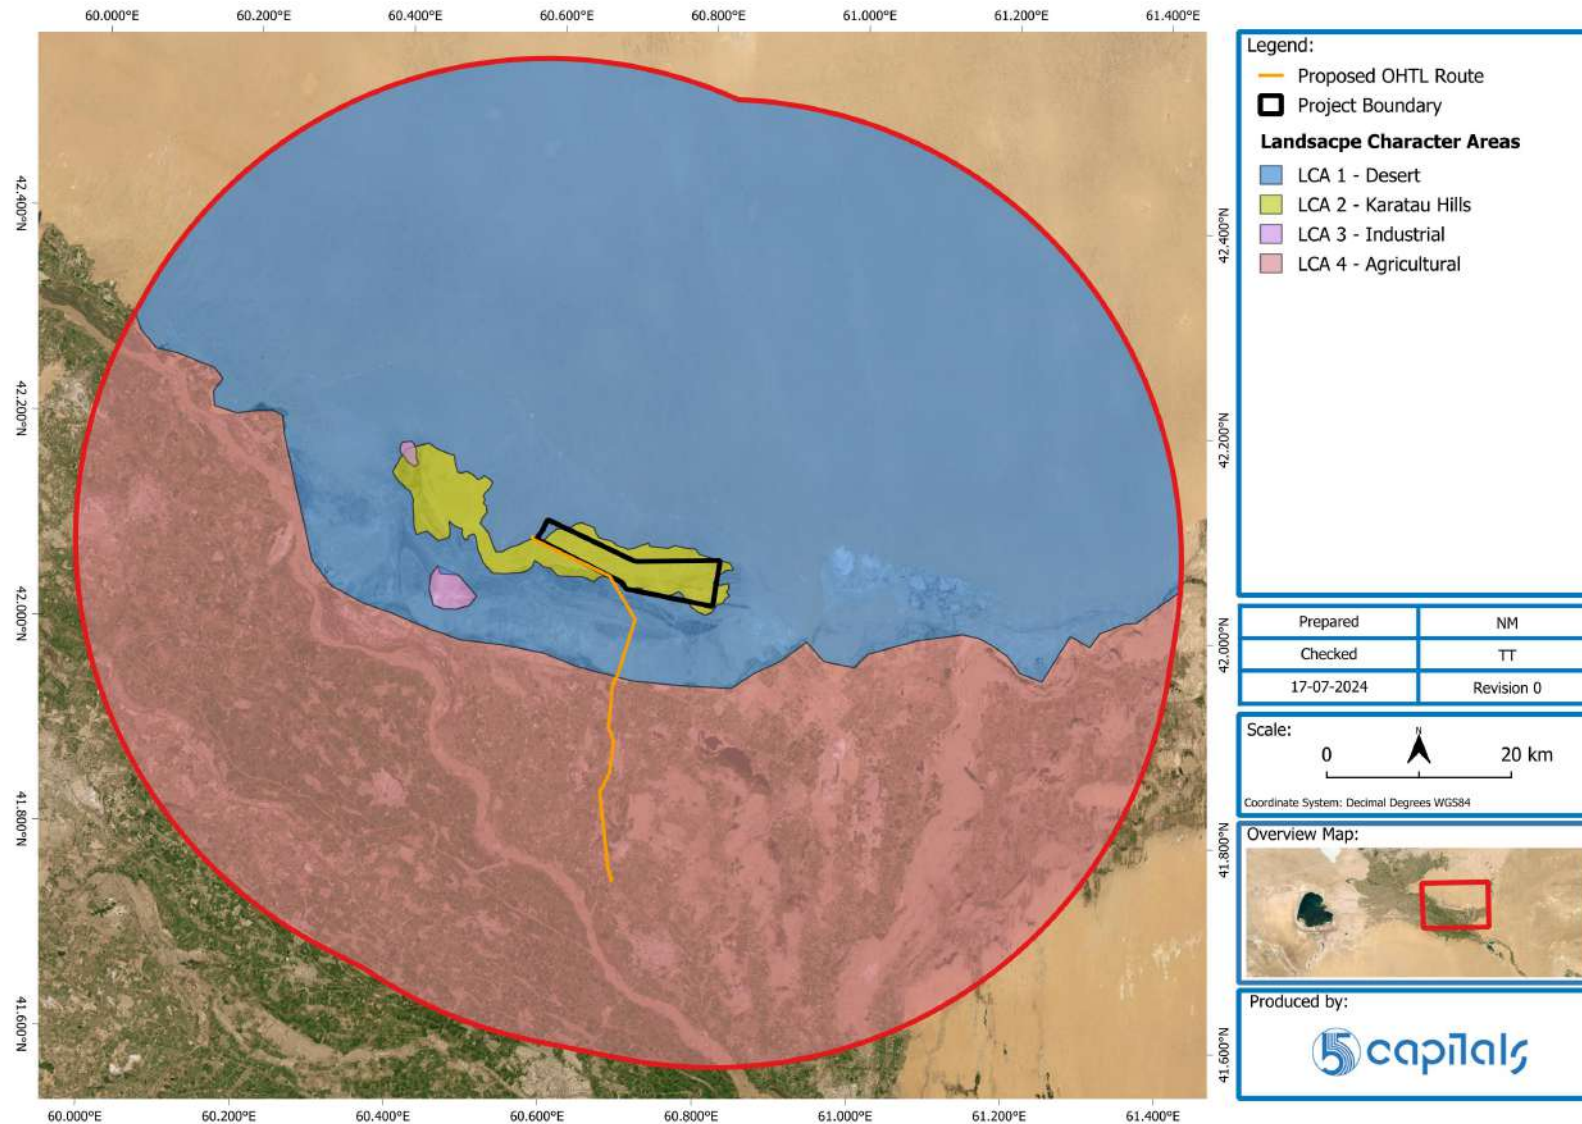 60.000°E 60.200°E 60.400°E 60.600°E 60.800°E 61.000°E 61.200°E 61.400°E
42.400°N
42.200°N
42.000°N
41.800°N
41.600°N
42.400°N
42.200°N
42.000°N
41.800°N
41.600°N
60.000°E 60.200°E 60.400°E 60.600°E 60.800°E 61.000°E 61.200°E 61.400°E
Legend:
Proposed OHTL Route
Project Boundary
Landsacpe Character Areas
LCA 1 - Desert
LCA 2 - Karatau Hills
LCA 3 - Industrial
LCA 4 - Agricultural
Prepared NM
Checked TT
17-07-2024 Revision 0
Scale:
N
0 20 km
Coordinate System: Decimal Degrees WGS84
Overview Map:
Produced by:
5 capitals